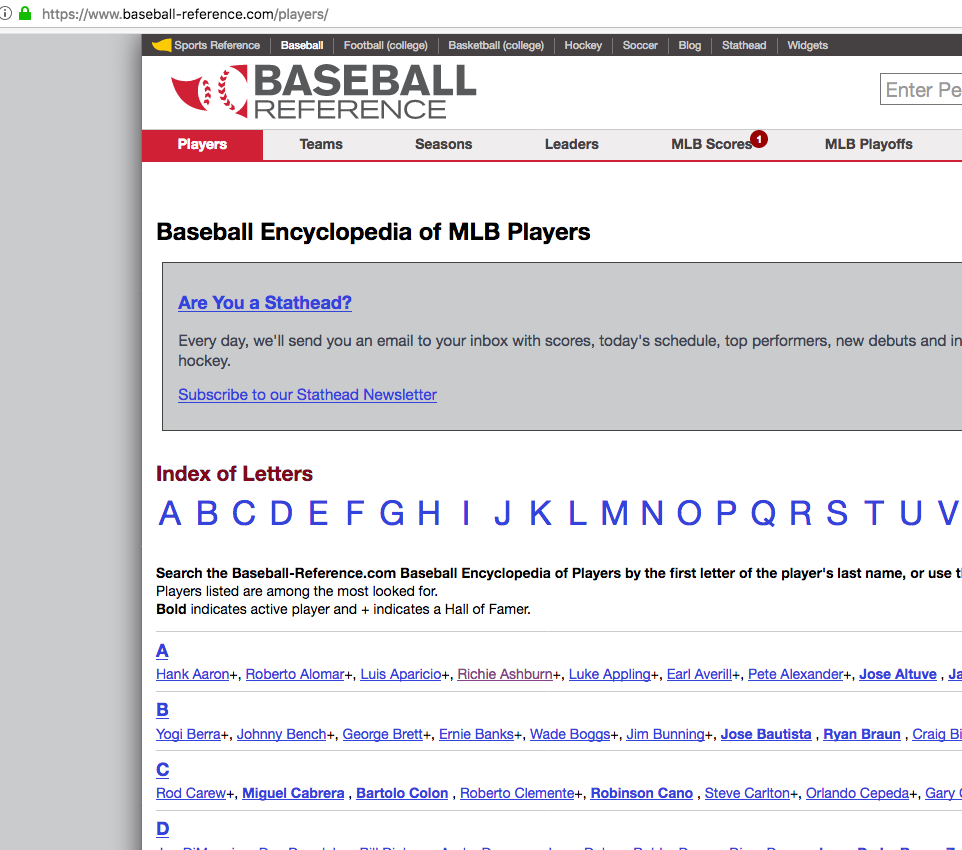 https://www.baseball-reference.com/players/
Sports Reference Baseball Football (college) Basketball (college) Hockey Soccer Blog Stathead Widgets
BASEBALL
REFERENCE
Enter Pe
Players Teams Seasons Leaders MLB Scores 1 MLB Playoffs
Baseball Encyclopedia of MLB Players
Are You a Stathead?
Every day, we'll send you an email to your inbox with scores, today's schedule, top performers, new debuts and in
hockey.
Subscribe to our Stathead Newsletter
Index of Letters
A B C D E F G H I J K L M N O P Q R S T U V
Search the Baseball-Reference.com Baseball Encyclopedia of Players by the first letter of the player's last name, or use t
Players listed are among the most looked for.
Bold indicates active player and + indicates a Hall of Famer.
A
Hank Aaron+, Roberto Alomar+, Luis Aparicio+, Richie Ashburn+, Luke Appling+, Earl Averill+, Pete Alexander+, Jose Altuve , Ja
B
Yogi Berra+, Johnny Bench+, George Brett+, Ernie Banks+, Wade Boggs+, Jim Bunning+, Jose Bautista , Ryan Braun , Craig Bi
C
Rod Carew+, Miguel Cabrera , Bartolo Colon , Roberto Clemente+, Robinson Cano , Steve Carlton+, Orlando Cepeda+, Gary C
D